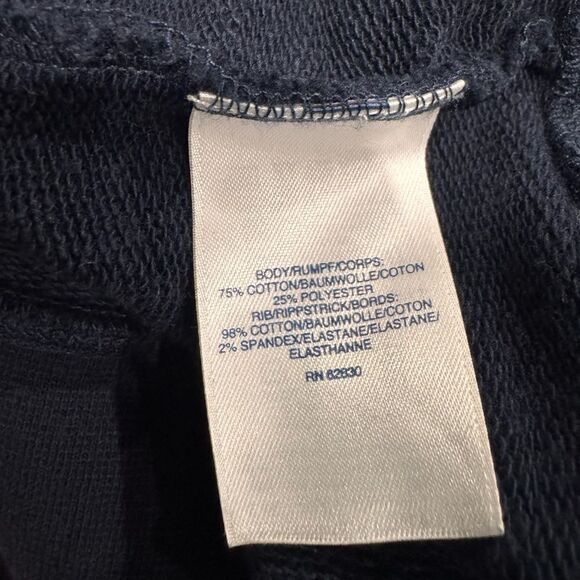 BODY/RUMPF/CORPS:
75% COTTON/BAUMWOLLE/COTON
25% POLYESTER
RIB/RIPPSTRICK/BORDS:
98% COTTON/BAUMWOLLE/COTON
2% SPANDEX/ELASTANE/ELASTANE/
ELASTHANNE
RN 62830